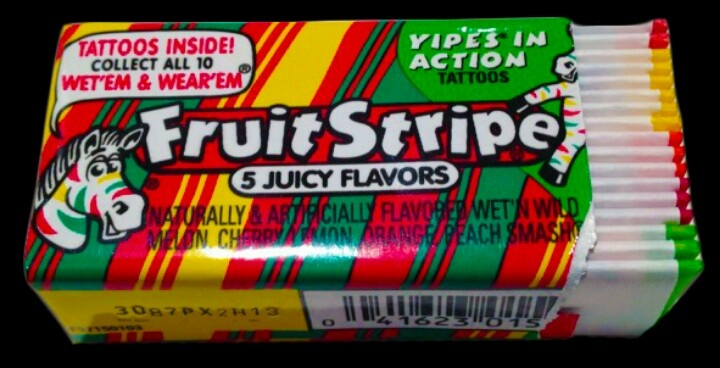 TATTOOS INSIDE!
COLLECT ALL 10
WET'EM & WEAR'EM®
YIPES IN
ACTION
TATTOOS
Fruit Stripe®
5 JUICY FLAVORS
NATURALLY & ARTIFICIALLY FLAVORED WET'N WILD
MELON, CHERRY, LEMON, ORANGE, PEACH SMASH®
3087PX2H13
0 41623 015